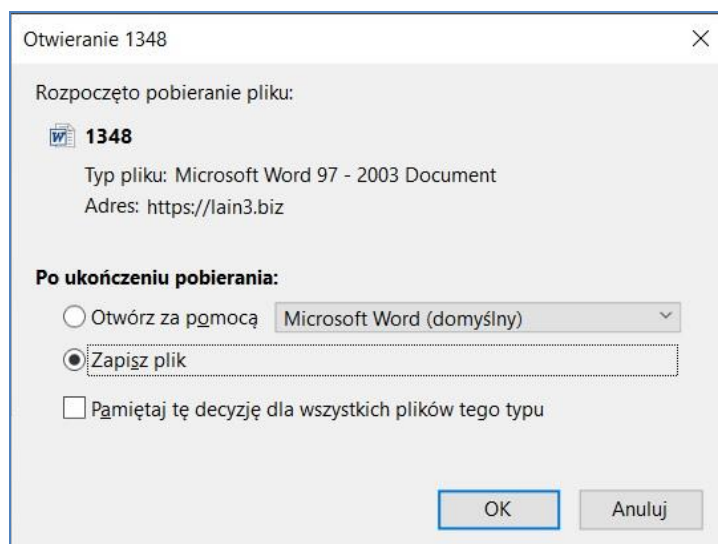 Otwieranie 1348
Rozpoczęto pobieranie pliku:
1348
Typ pliku: Microsoft Word 97 - 2003 Document
Adres: https://lain3.biz
Po ukończeniu pobierania:
Otwórz za pomocą Microsoft Word (domyślny)
Zapisz plik
Pamiętaj tę decyzję dla wszystkich plików tego typu
OK Anuluj